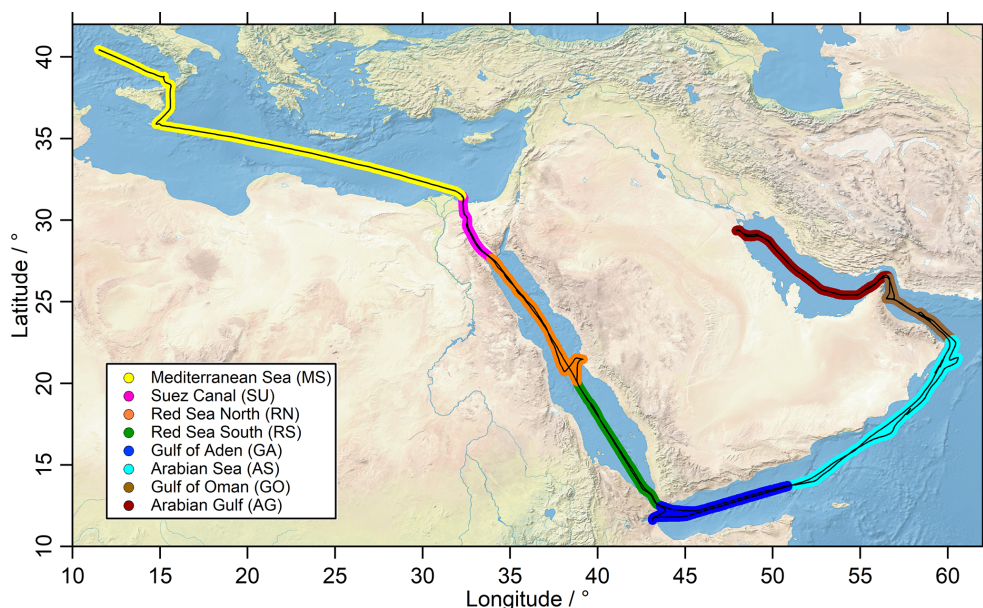 Latitude / °
40
35
30
25
20
15
10
Mediterranean Sea (MS)
Suez Canal (SU)
Red Sea North (RN)
Red Sea South (RS)
Gulf of Aden (GA)
Arabian Sea (AS)
Gulf of Oman (GO)
Arabian Gulf (AG)
10 15 20 25 30 35 40 45 50 55 60
Longitude / °